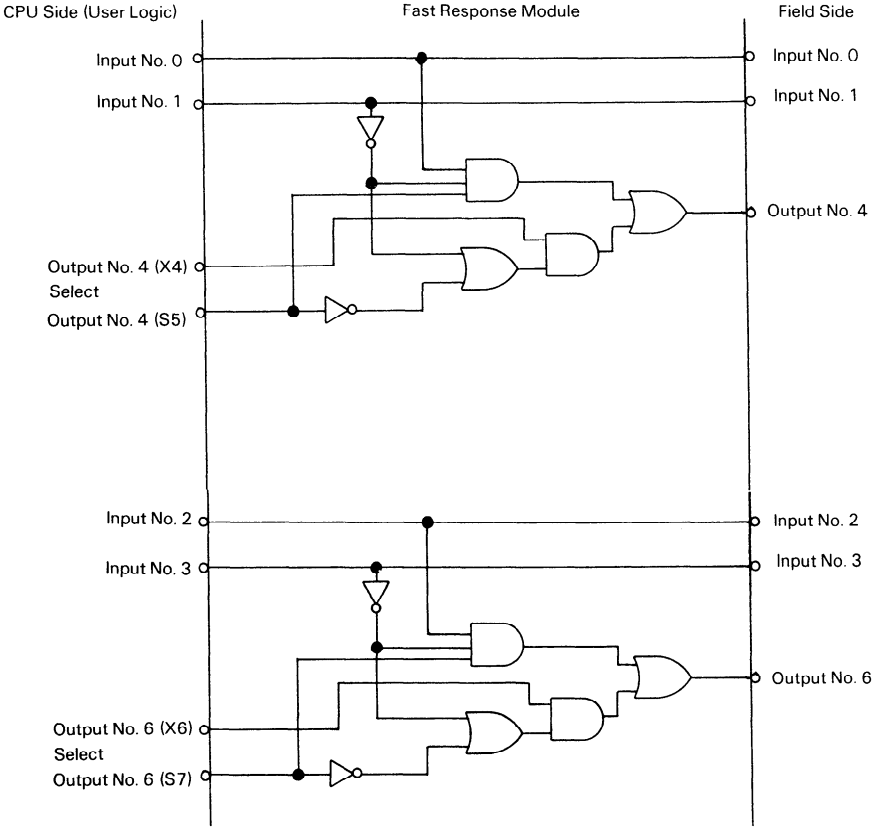 CPU Side (User Logic)
Fast Response Module
Field Side
Input No. 0
Input No. 0
Input No. 1
Input No. 1
Output No. 4
Output No. 4 (X4)
Select
Output No. 4 (S5)
Input No. 2
Input No. 2
Input No. 3
Input No. 3
Output No. 6
Output No. 6 (X6)
Select
Output No. 6 (S7)